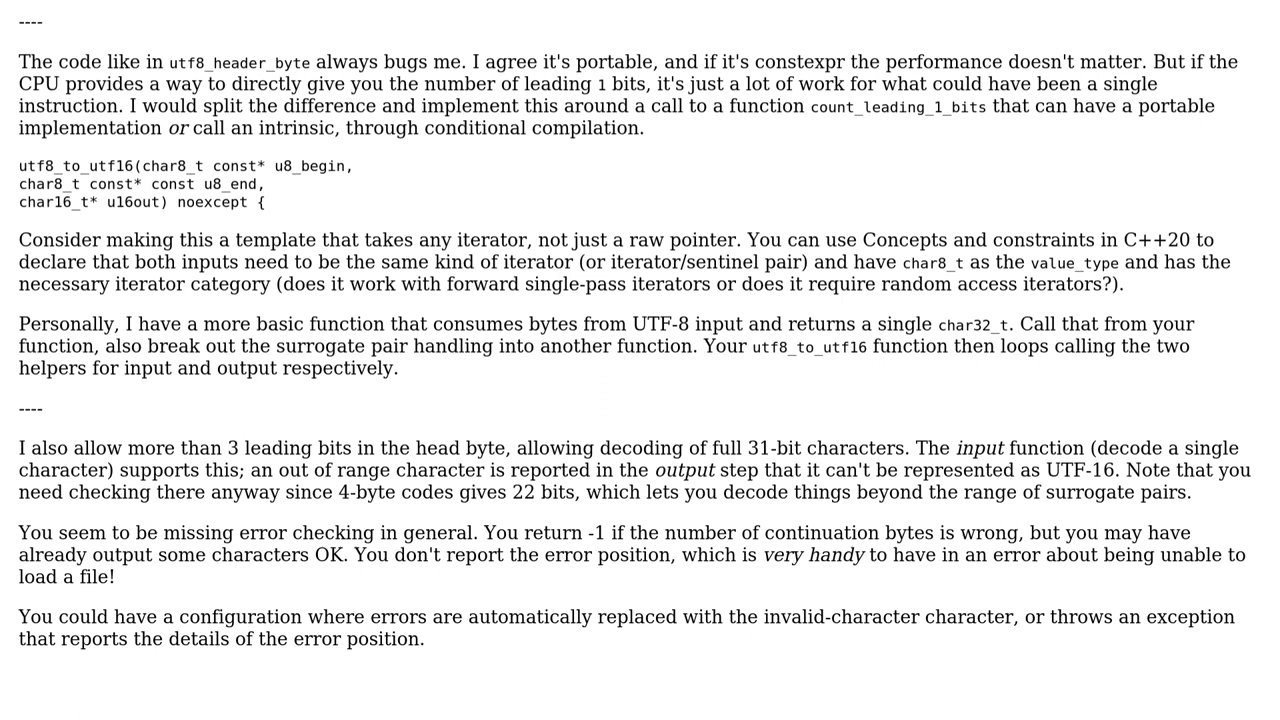 ----
The code like in utf8_header_byte always bugs me. I agree it's portable, and if it's constexpr the performance doesn't matter. But if the
CPU provides a way to directly give you the number of leading 1 bits, it's just a lot of work for what could have been a single
instruction. I would split the difference and implement this around a call to a function count_leading_1_bits that can have a portable
implementation or call an intrinsic, through conditional compilation.
utf8_to_utf16(char8_t const* u8_begin,
char8_t const* const u8_end,
char16_t* u16out) noexcept {
Consider making this a template that takes any iterator, not just a raw pointer. You can use Concepts and constraints in C++20 to
declare that both inputs need to be the same kind of iterator (or iterator/sentinel pair) and have char8_t as the value_type and has the
necessary iterator category (does it work with forward single-pass iterators or does it require random access iterators?).
Personally, I have a more basic function that consumes bytes from UTF-8 input and returns a single char32_t. Call that from your
function, also break out the surrogate pair handling into another function. Your utf8_to_utf16 function then loops calling the two
helpers for input and output respectively.
----
I also allow more than 3 leading bits in the head byte, allowing decoding of full 31-bit characters. The input function (decode a single
character) supports this; an out of range character is reported in the output step that it can't be represented as UTF-16. Note that you
need checking there anyway since 4-byte codes gives 22 bits, which lets you decode things beyond the range of surrogate pairs.
You seem to be missing error checking in general. You return -1 if the number of continuation bytes is wrong, but you may have
already output some characters OK. You don't report the error position, which is very handy to have in an error about being unable to
load a file!
You could have a configuration where errors are automatically replaced with the invalid-character character, or throws an exception
that reports the details of the error position.